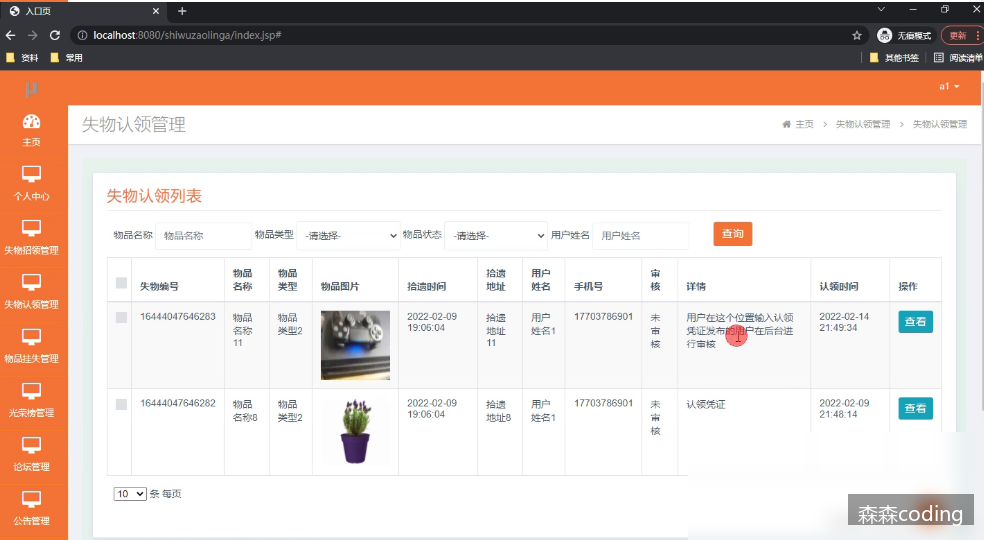 入口页
localhost:8080/shiwuzaolinga/index.jsp#
无痕模式
更新
资料
常用
其他书签
阅读清单
μ
a1
主页
个人中心
失物招领管理
失物认领管理
物品挂失管理
光荣榜管理
论坛管理
公告管理
失物认领管理
主页 > 失物认领管理 > 失物认领管理
失物认领列表
物品名称 物品名称 物品类型 -请选择- 物品状态 -请选择- 用户姓名 用户姓名 查询
失物编号 物品名称 物品类型 物品图片 拾遗时间 拾遗地址 用户姓名 手机号 审核 详情 认领时间 操作
16444047646283 物品名称11 物品类型2 2022-02-09 19:06:04 拾遗地址11 用户姓名1 17703786901 未审核 用户在这个位置输入认领凭证发布的用户在后台进行审核 2022-02-14 21:49:34 查看
16444047646282 物品名称8 物品类型2 2022-02-09 19:06:04 拾遗地址8 用户姓名1 17703786901 未审核 认领凭证 2022-02-09 21:48:14 查看
10 条 每页
森森coding